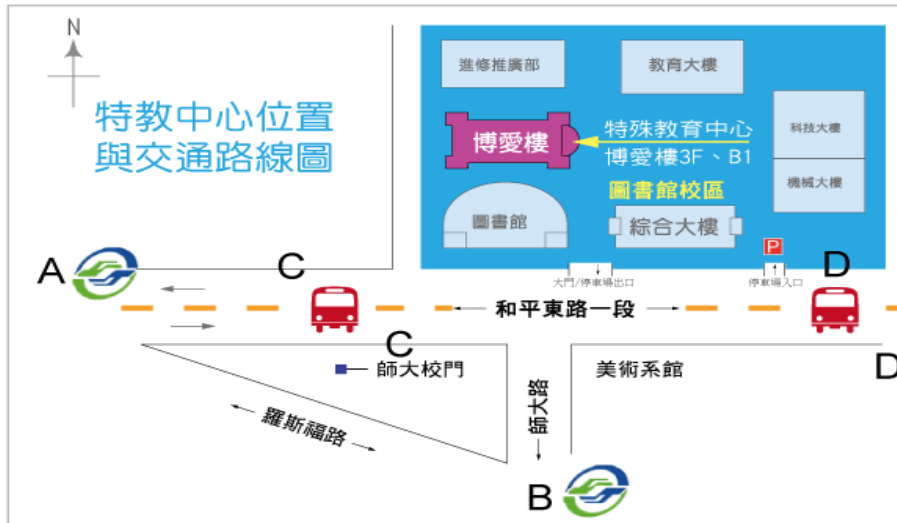 N
特教中心位置
與交通路線圖
進修推廣部
教育大樓
博愛樓
特殊教育中心
博愛樓3F、B1
科技大樓
機械大樓
圖書館校區
圖書館
綜合大樓
P
A
C
D
大門/停車場出口
停車場入口
和平東路一段
C
D
師大校門
美術系館
羅斯福路
師大路
B